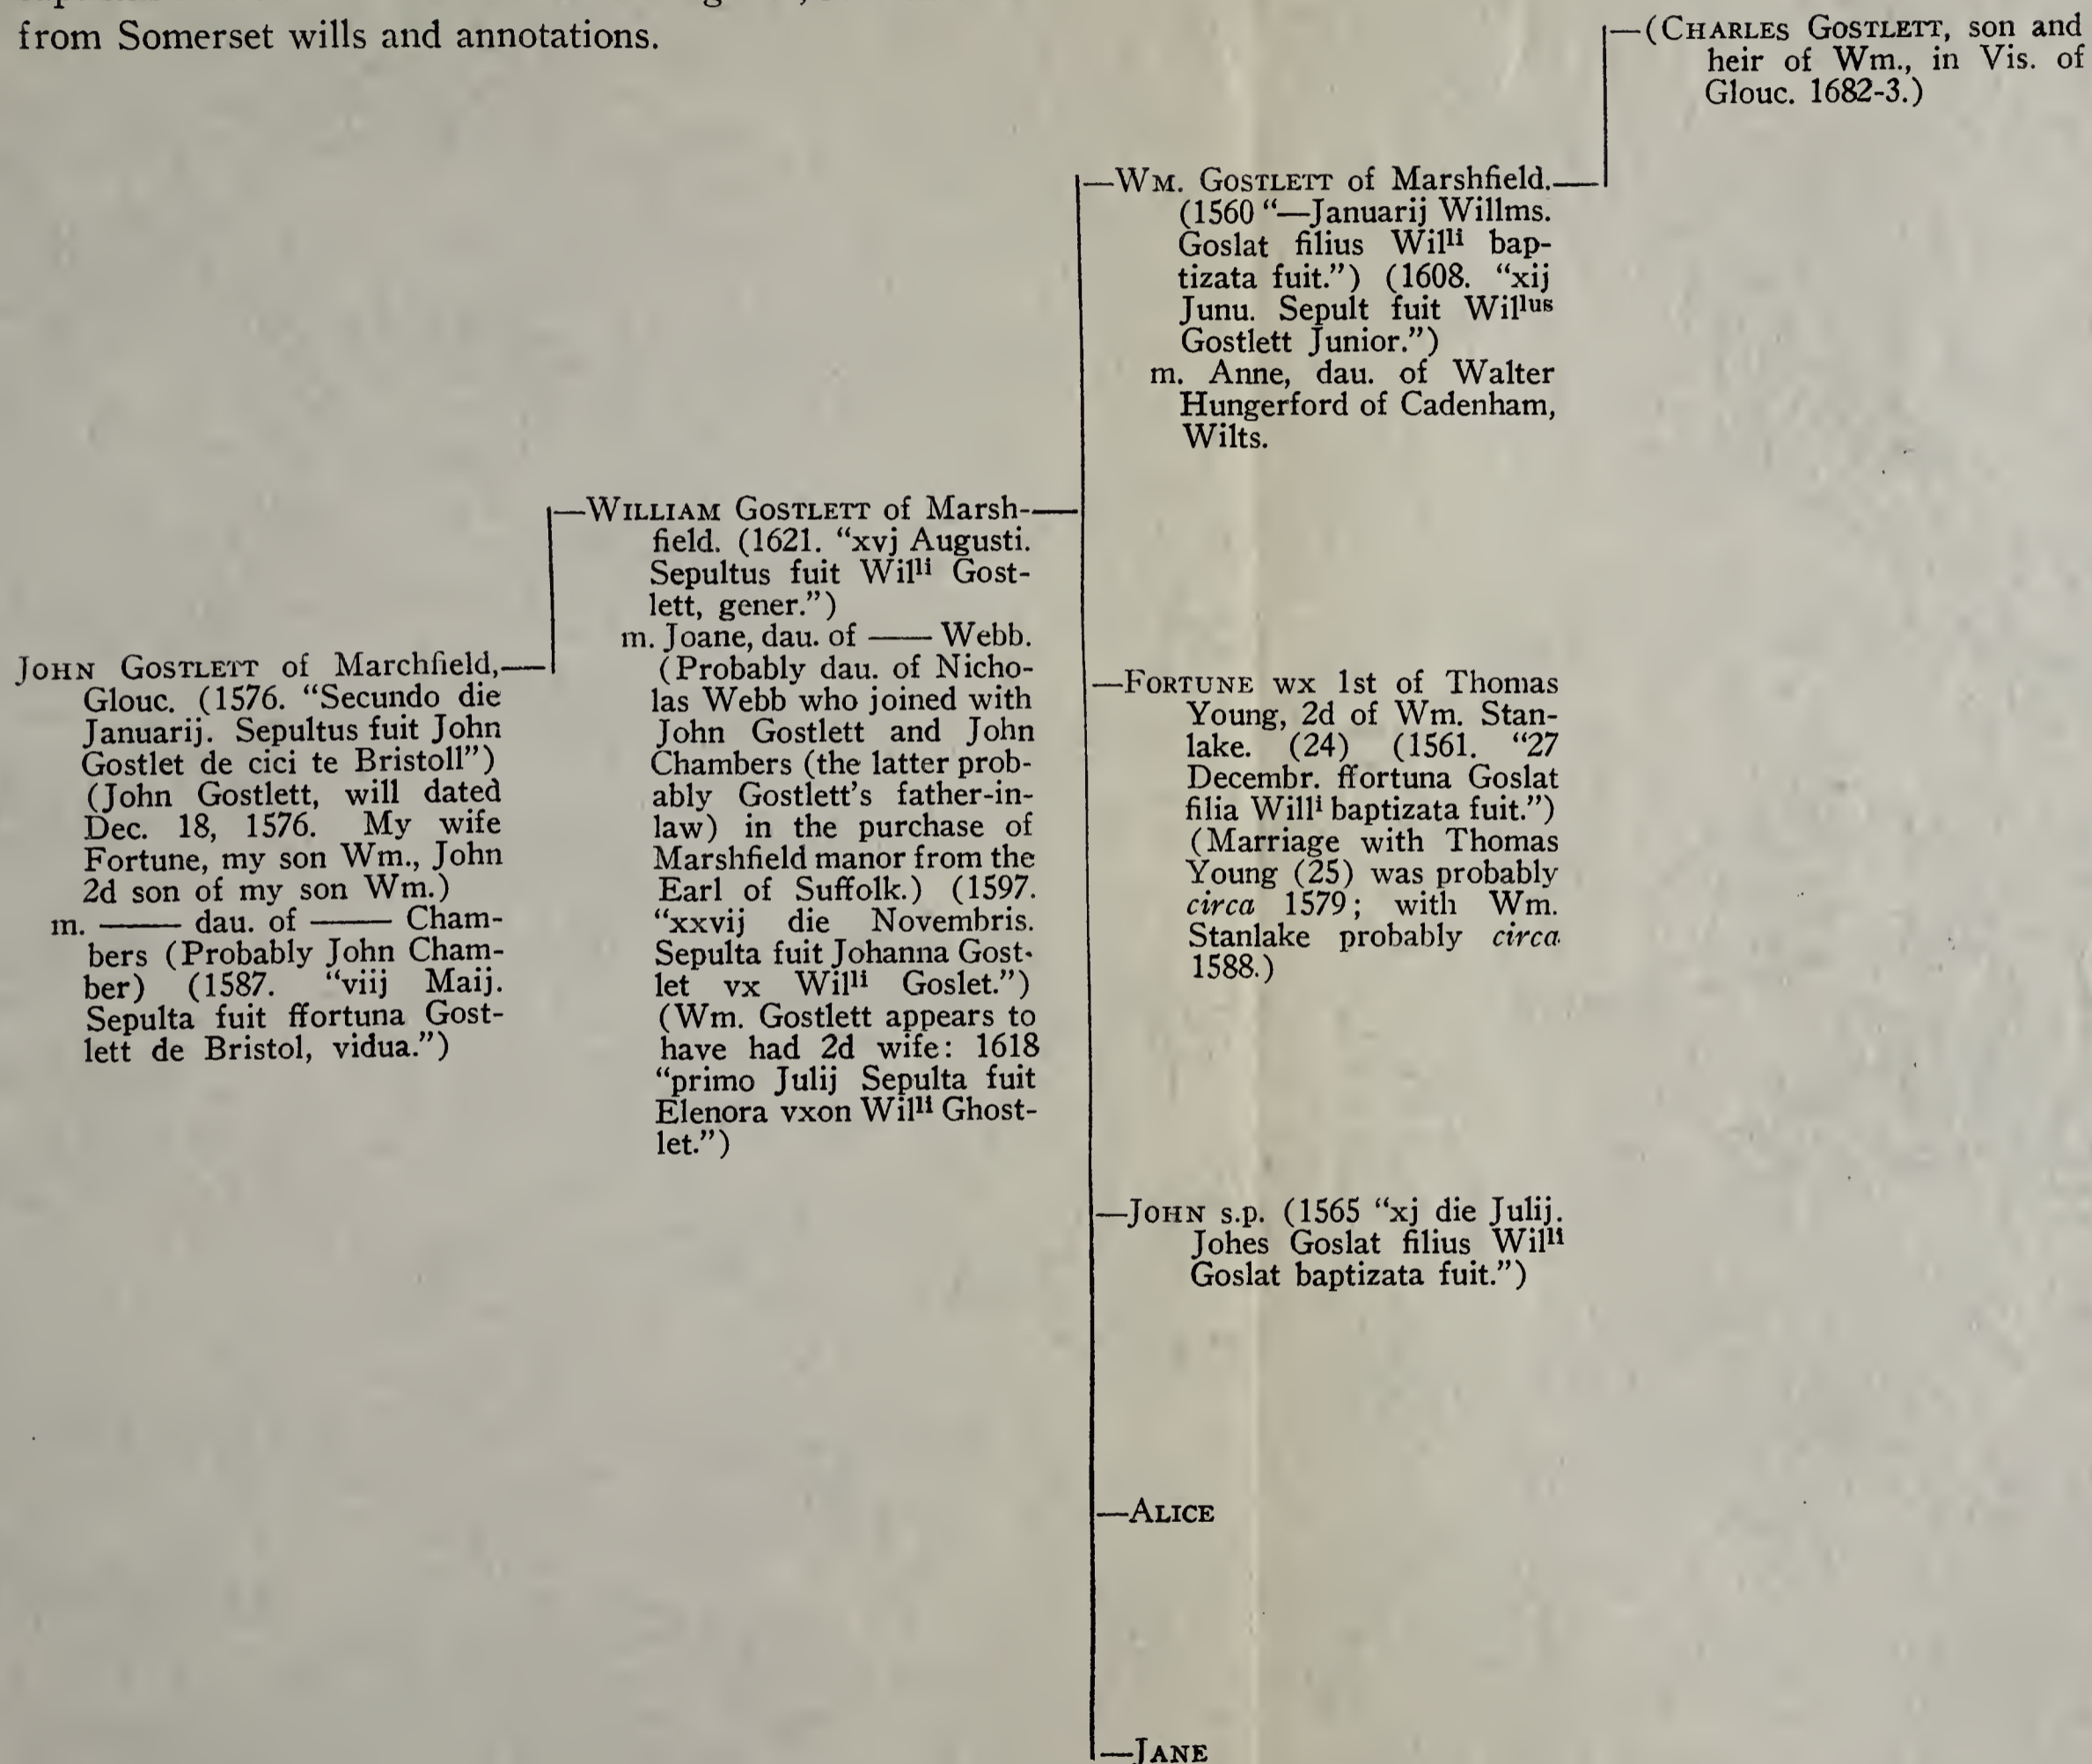 from Somerset wills and annotations.
—(CHARLES GOSTLETT, son and
heir of Wm., in Vis. of
Glouc. 1682-3.)
—WM. GOSTLETT of Marshfield.—
(1560 “—Januarij Willms.
Goslat filius Willi bap-
tizata fuit.”) (1608. “xij
Junu. Sepult fuit Willus
Gostlett Junior.”)
m. Anne, dau. of Walter
Hungerford of Cadenham,
Wilts.
—WILLIAM GOSTLETT of Marsh-—
field. (1621. “xvj Augusti.
Sepultus fuit Willi Gost-
lett, gener.”)
m. Joane, dau. of —— Webb.
(Probably dau. of Nicho-
las Webb who joined with
John Gostlett and John
Chambers (the latter prob-
ably Gostlett’s father-in-
law) in the purchase of
Marshfield manor from the
Earl of Suffolk.) (1597.
“xxvij die Novembris.
Sepulta fuit Johanna Gost-
let vx Willi Goslet.”)
(Wm. Gostlett appears to
have had 2d wife: 1618
“primo Julij Sepulta fuit
Elenora vxon Willi Ghost-
let.”)
JOHN GOSTLETT of Marchfield,—
Glouc. (1576. “Secundo die
Januarij. Sepultus fuit John
Gostlet de cici te Bristoll”)
(John Gostlett, will dated
Dec. 18, 1576. My wife
Fortune, my son Wm., John
2d son of my son Wm.)
m. —— dau. of —— Cham-
bers (Probably John Cham-
ber) (1587. “viij Maij.
Sepulta fuit ffortuna Gost-
lett de Bristol, vidua.”)
—FORTUNE wx 1st of Thomas
Young, 2d of Wm. Stan-
lake. (24) (1561. “27
Decembr. ffortuna Goslat
filia Willi baptizata fuit.”)
(Marriage with Thomas
Young (25) was probably
circa 1579; with Wm.
Stanlake probably circa
1588.)
—JOHN s.p. (1565 “xj die Julij.
Johes Goslat filius Willi
Goslat baptizata fuit.”)
—ALICE
—JANE